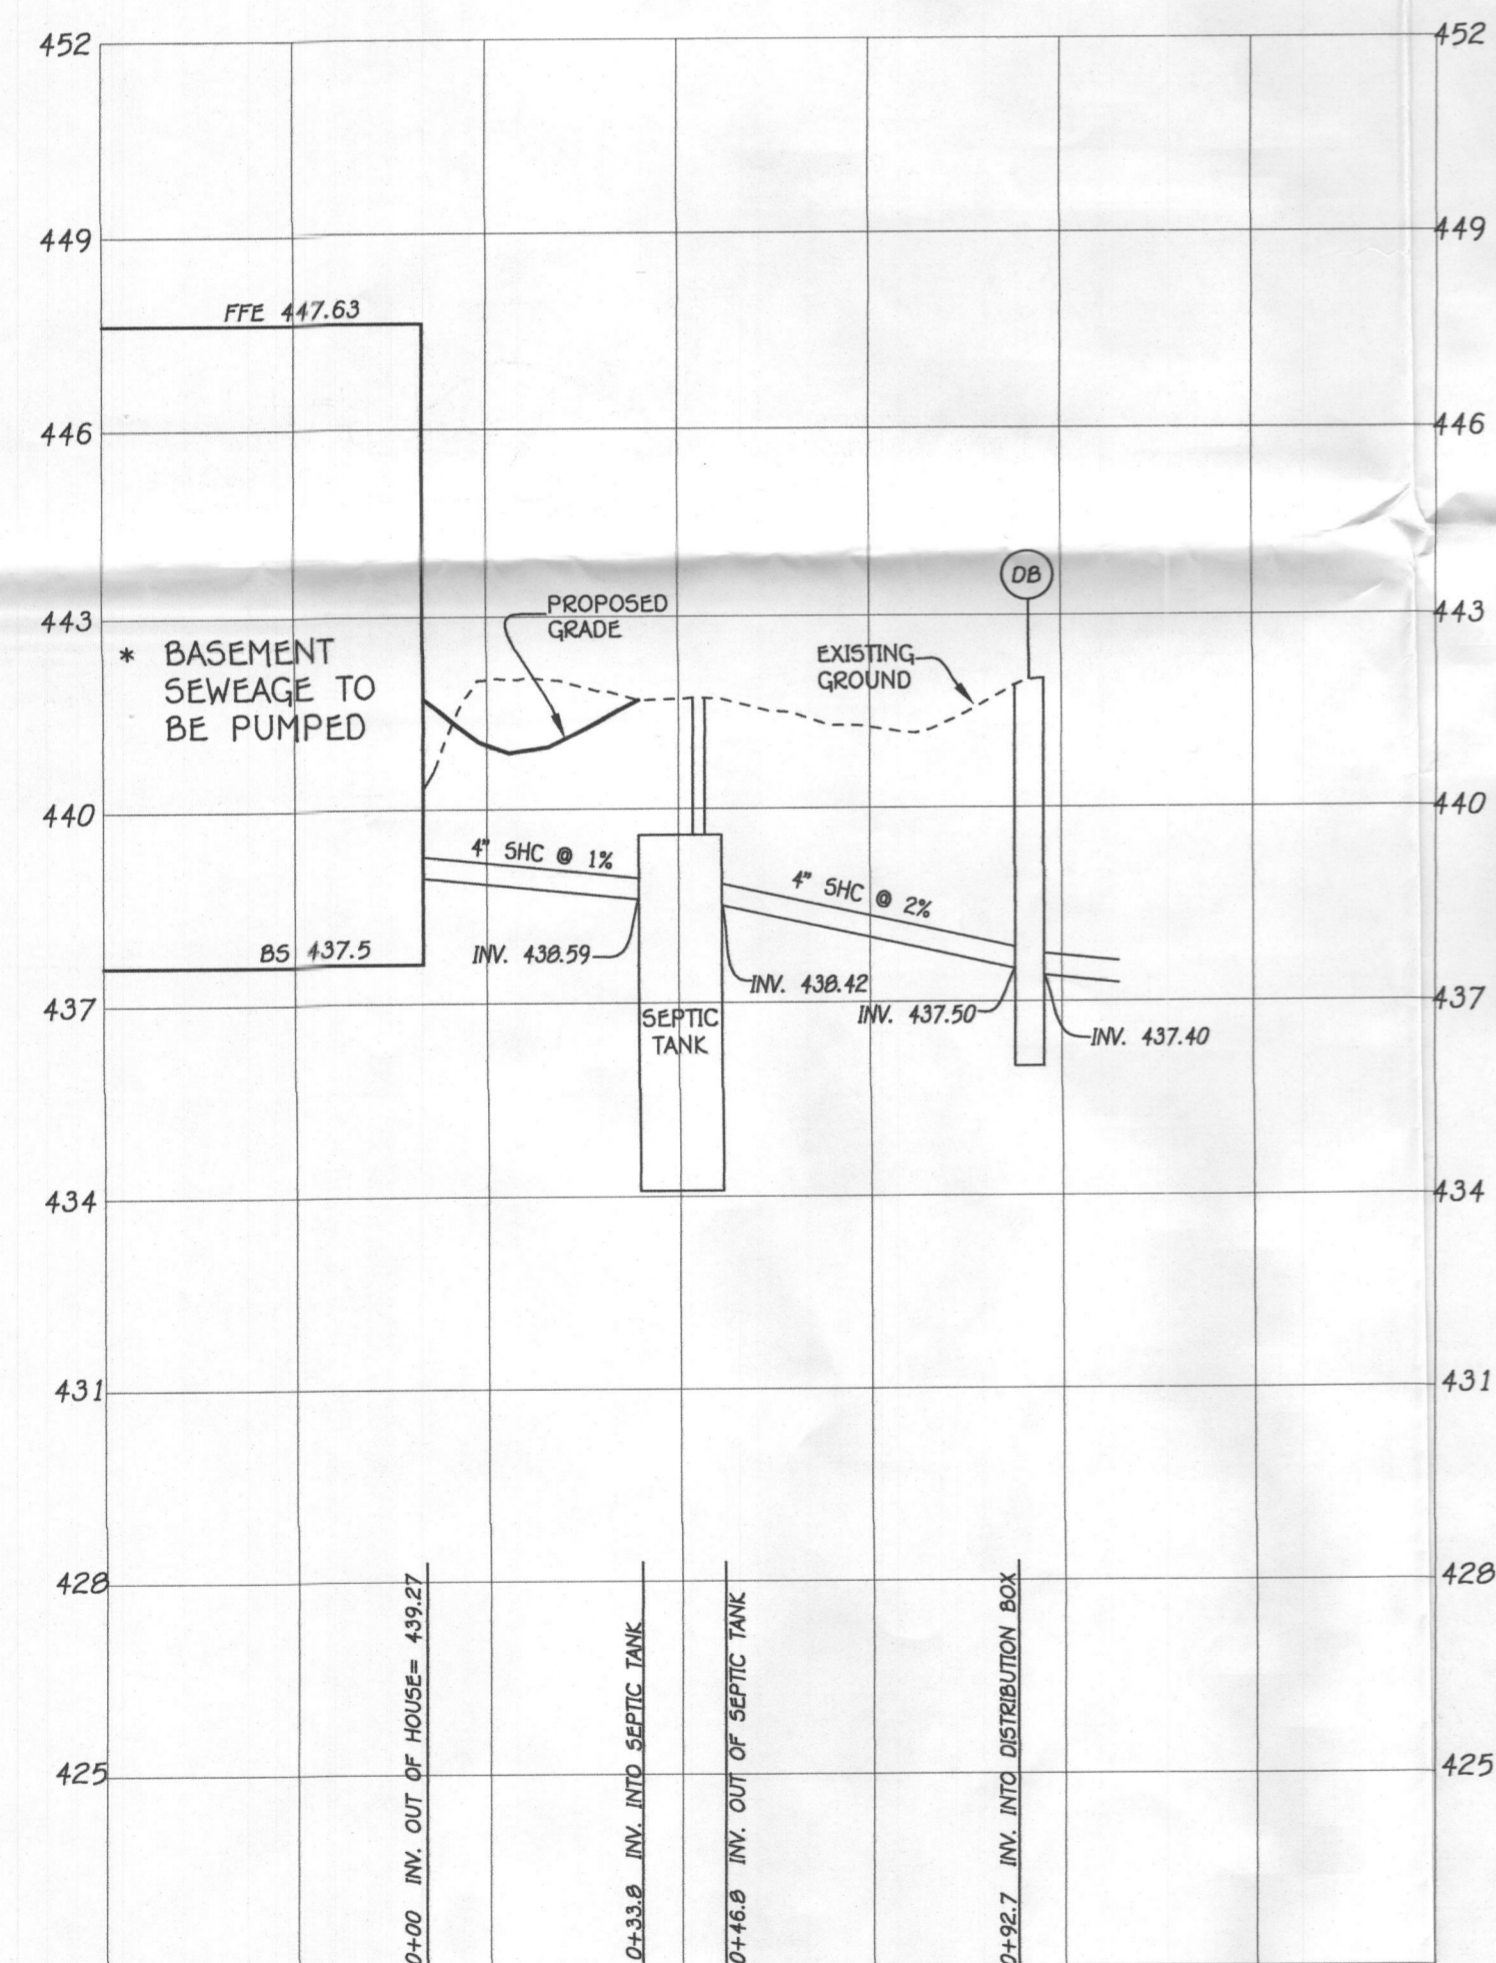 452
452
449
449
FFE 447.63
446
446
DB
443
443
PROPOSED
GRADE
* BASEMENT
SEWEAGE TO
BE PUMPED
EXISTING
GROUND
440
440
4" SHC @ 1%
4" SHC @ 2%
BS 437.5
INV. 438.59
INV. 438.42
437
437
SEPTIC
TANK
INV. 437.50
INV. 437.40
434
434
431
431
428
428
425
425
0+00 INV. OUT OF HOUSE= 439.27
0+33.8 INV. INTO SEPTIC TANK
0+46.8 INV. OUT OF SEPTIC TANK
0+92.7 INV. INTO DISTRIBUTION BOX